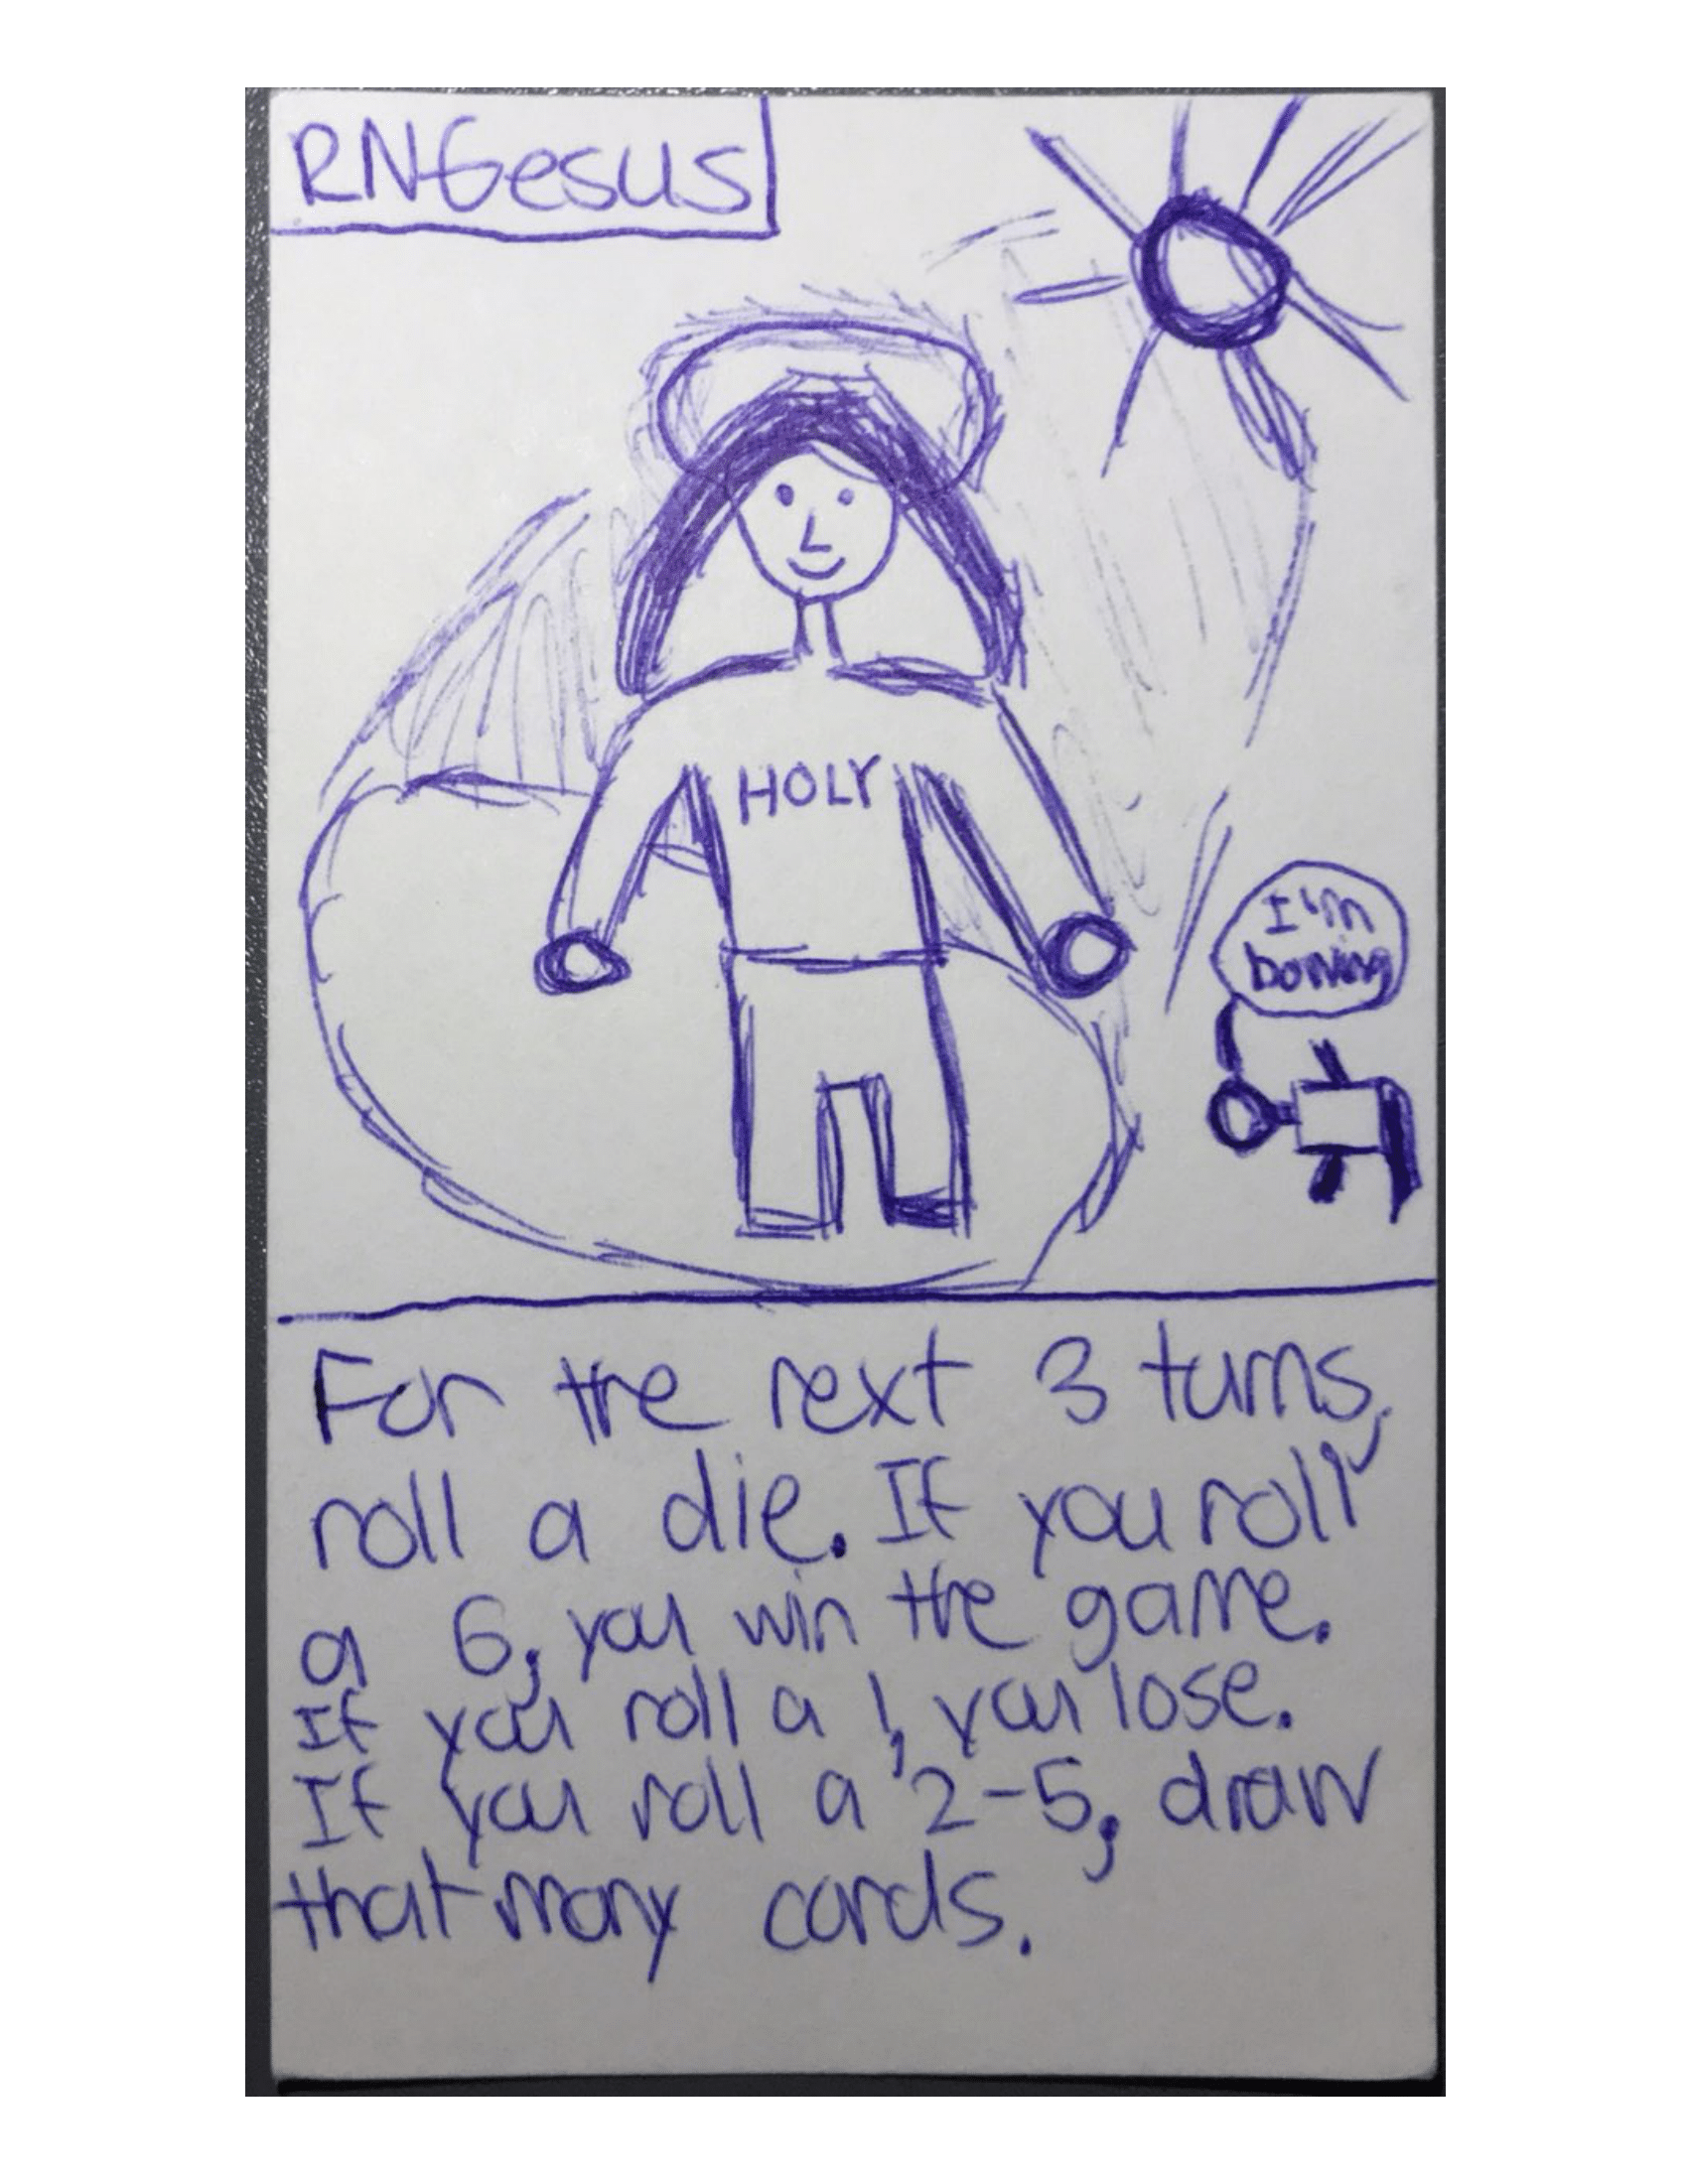 RNGesus
HOLY
I'm
bowing
For the next 3 turns,
roll a die. If you roll
a 6, you win the game.
If you roll a 1, you lose.
If you roll a 2-5, draw
that many cards.